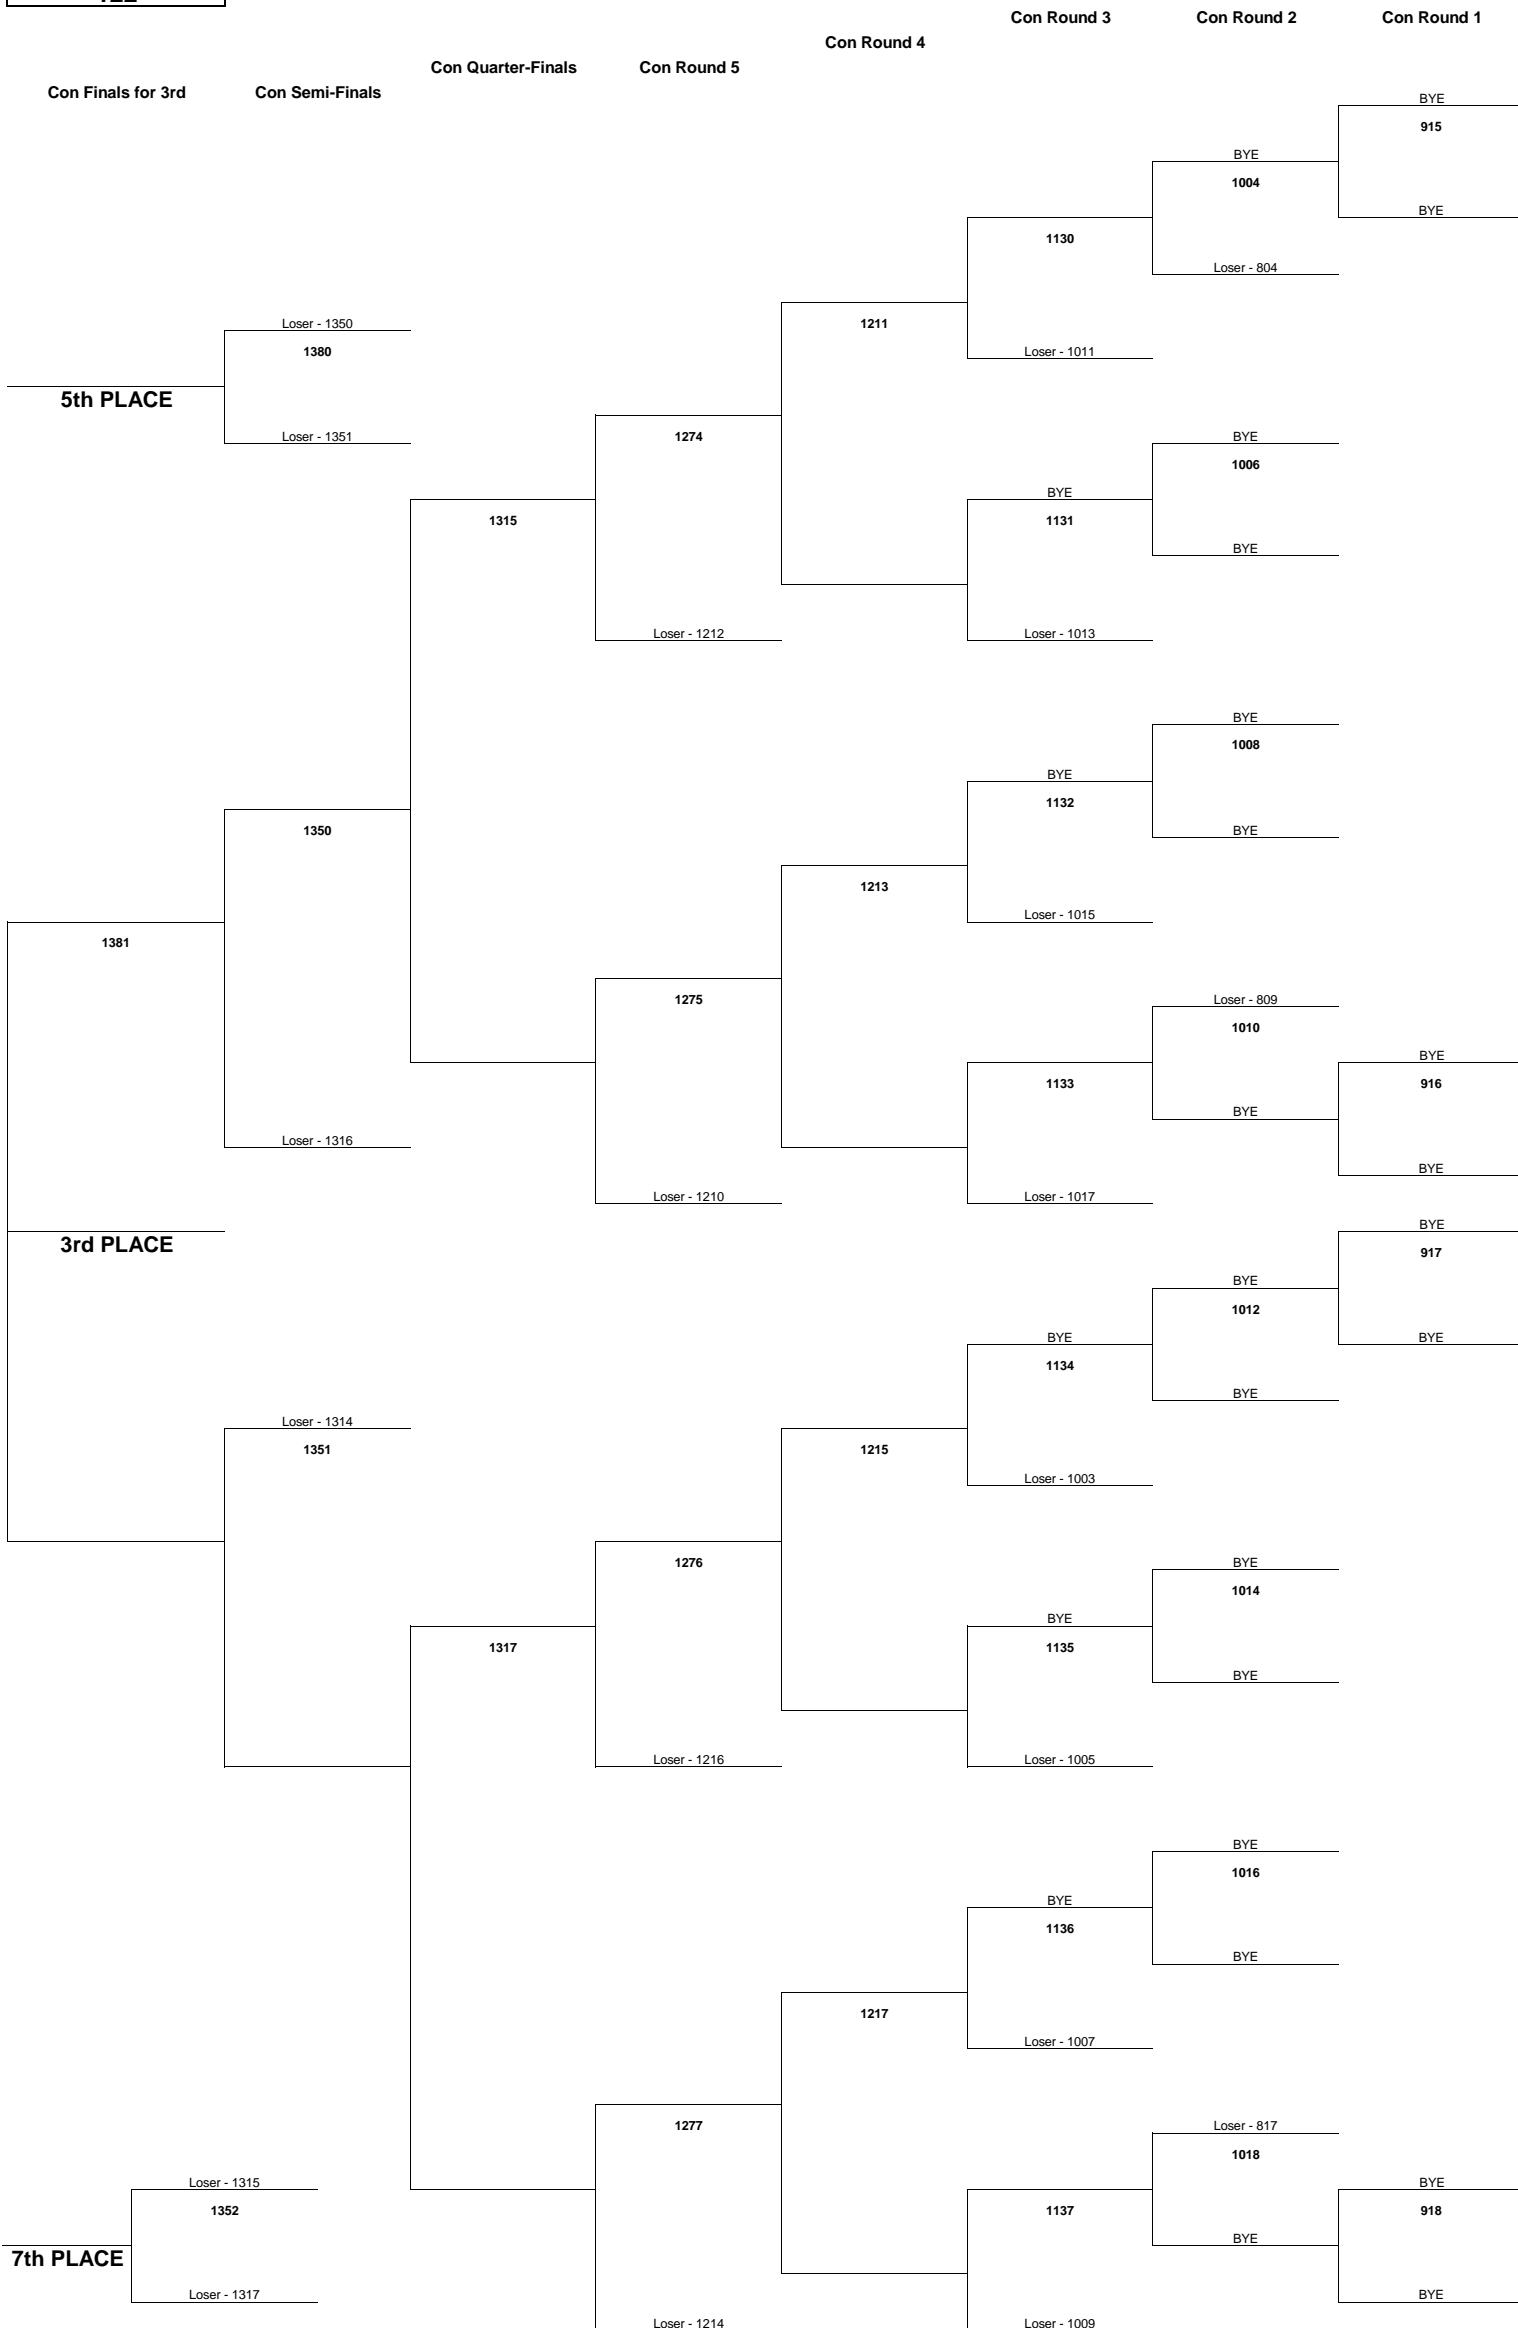 Con Round 3 Con Round 2 Con Round 1
Con Round 4
Con Quarter-Finals Con Round 5
Con Finals for 3rd Con Semi-Finals
BYE
915
BYE
1004
BYE
1130
Loser - 804
Loser - 1350
1211
1380
Loser - 1011
5th PLACE
Loser - 1351
1274
BYE
1006
BYE
1315
1131
BYE
Loser - 1212
Loser - 1013
BYE
1008
BYE
1132
1350
BYE
1213
Loser - 1015
1381
1275
Loser - 809
1010
BYE
1133
916
BYE
Loser - 1316
BYE
Loser - 1210
Loser - 1017
BYE
3rd PLACE
917
BYE
1012
BYE
BYE
1134
BYE
Loser - 1314
1351
1215
Loser - 1003
1276
BYE
1014
BYE
1317
1135
BYE
Loser - 1216
Loser - 1005
BYE
1016
BYE
1136
BYE
1217
Loser - 1007
1277
Loser - 817
1018
Loser - 1315
BYE
1352
1137
918
BYE
7th PLACE
Loser - 1317
BYE
Loser - 1214
Loser - 1009